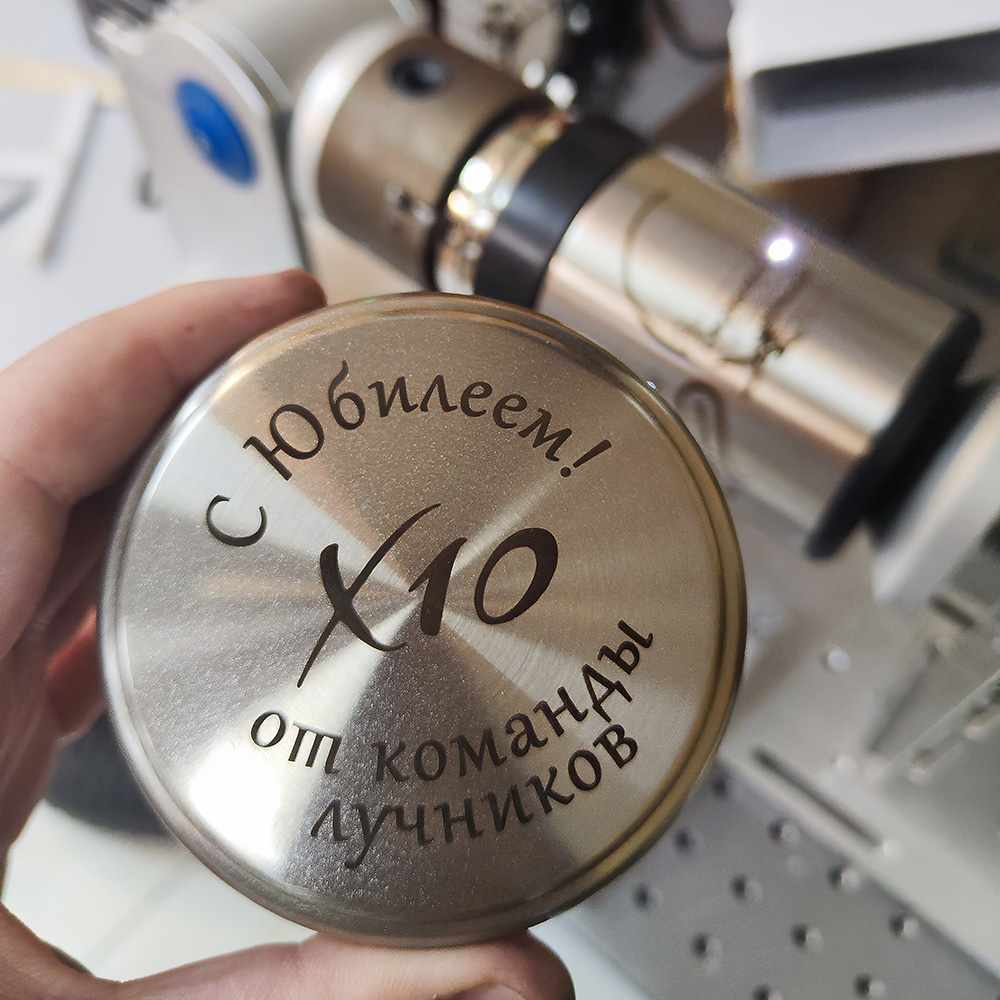 С Юбилеем!
X10
от команды
лучников